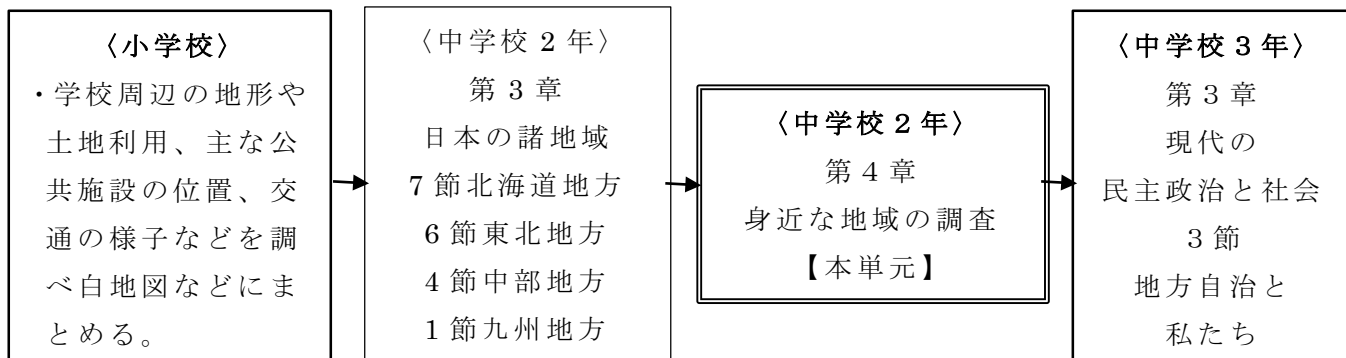 〈小学校〉
・学校周辺の地形や
土地利用、主な公
共施設の位置、交
通の様子などを調
べ白地図などにま
とめる。
〈中学校2年〉
第3章
日本の諸地域
7節北海道地方
6節東北地方
4節中部地方
1節九州地方
〈中学校2年〉
第4章
身近な地域の調査
【本単元】
〈中学校3年〉
第3章
現代の
民主政治と社会
3節
地方自治と
私たち